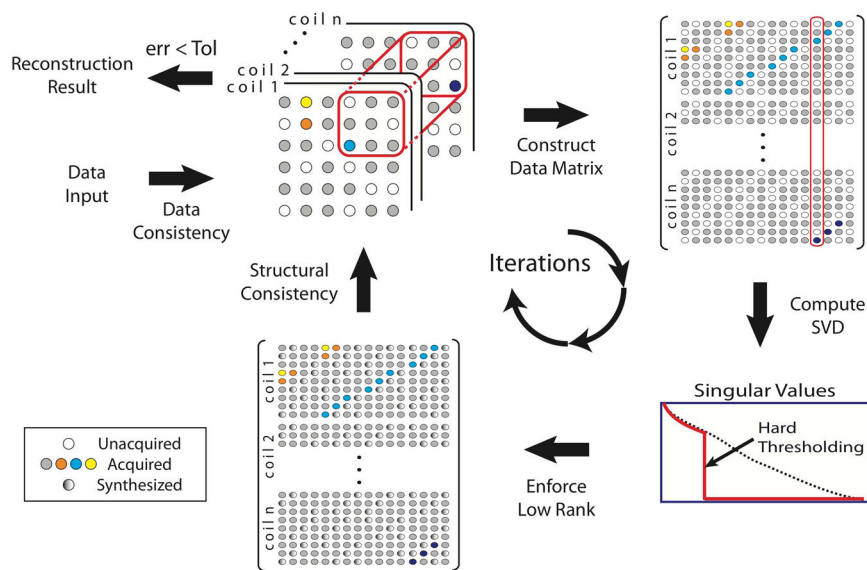 coil n
coil 2
coil 1
err < Tol
Reconstruction
Result
Data
Input
Data
Consistency
Construct
Data Matrix
coil 1
coil 2
coil n
Structural
Consistency
Iterations
Compute
SVD
Singular Values
Hard
Thresholding
Enforce
Low Rank
coil 1
coil 2
coil n
Unacquired
Acquired
Synthesized